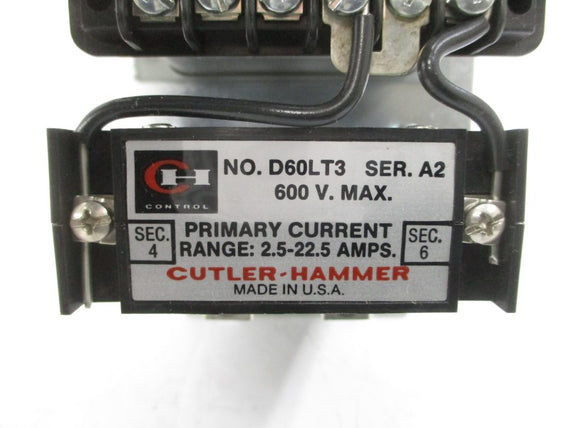 CH
CONTROL
NO. D60LT3 SER. A2
600 V. MAX.
SEC.
4
PRIMARY CURRENT
RANGE: 2.5-22.5 AMPS.
SEC.
6
CUTLER-HAMMER
MADE IN U.S.A.